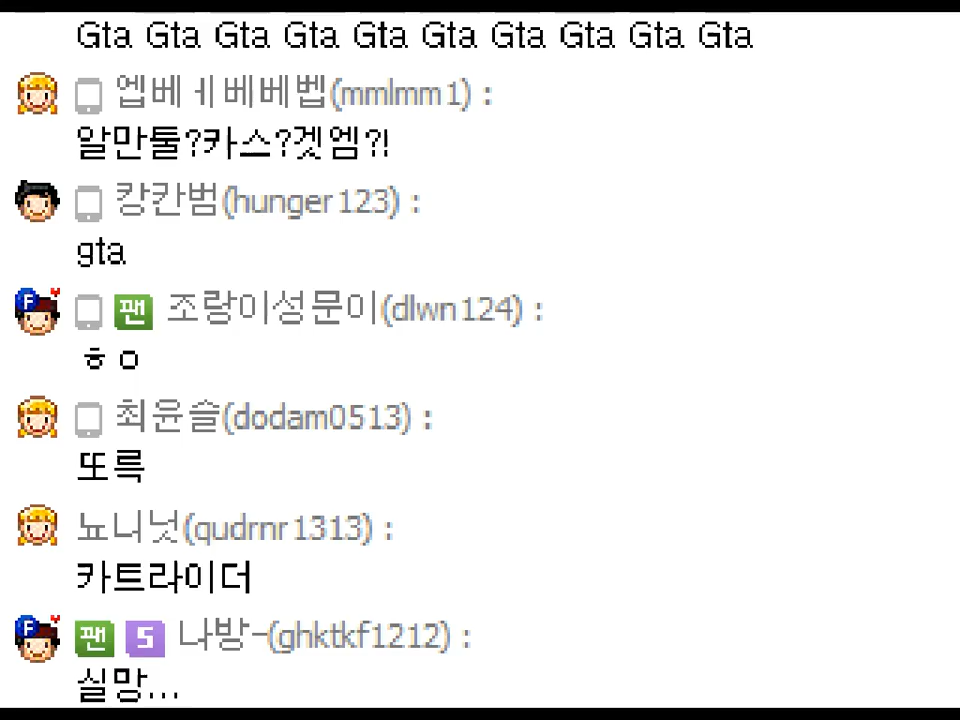 Gta Gta Gta Gta Gta Gta Gta Gta Gta Gta
엡베ㅔ베베벱(mmlmm1) :
알만툴?카스?겟엠?!
캉칸범(hunger123) :
gta
팬 조랑이성문이(dlwn124) :
ㅎㅇ
최윤슬(dodam0513) :
또륵
뇨니넛(qudrnr1313) :
카트라이더
팬 S 나방-(ghktkf1212) :
실망...